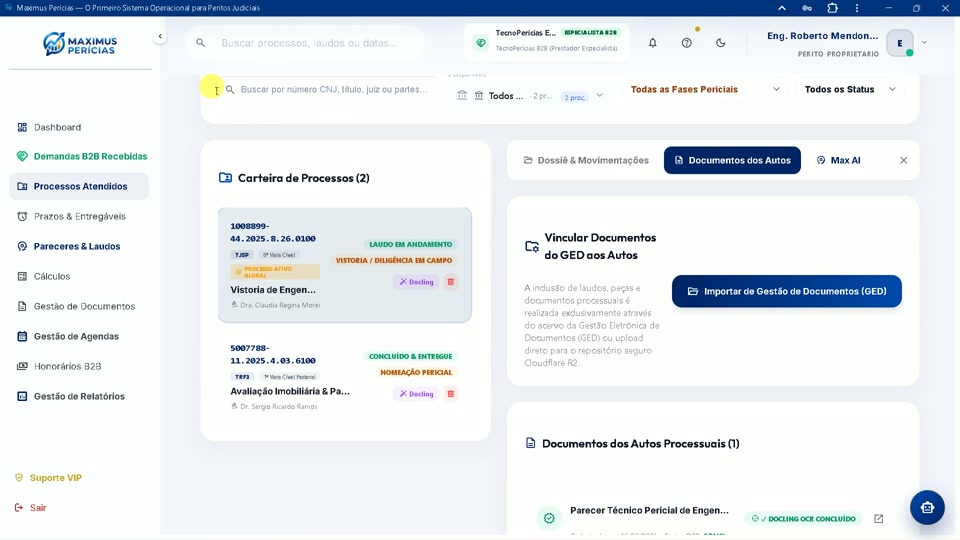 Maximus Perícias — O Primeiro Sistema Operacional para Peritos Judiciais
MAXIMUS
PERÍCIAS
Buscar processos, laudos ou datas...
TecnoPerícias E... ESPECIALISTA B2B
TecnoPerícias B2B (Prestador Especialista)
Eng. Roberto Mendon...
PERITO PROPRIETARIO
E
Dashboard
Demandas B2B Recebidas
Processos Atendidos
Prazos & Entregáveis
Pareceres & Laudos
Cálculos
Gestão de Documentos
Gestão de Agendas
Honorários B2B
Gestão de Relatórios
Suporte VIP
Sair
Buscar por número CNJ, título, juiz ou partes...
Todos ... · 2 pr... 2 proc.
Todas as Fases Periciais
Todos os Status
Carteira de Processos (2)
1008899-
44.2025.8.26.0100
TJSP 8ª Vara Cível
PROCESSO ATIVO
GLOBAL
LAUDO EM ANDAMENTO
VISTORIA / DILIGÊNCIA EM CAMPO
Docling
Vistoria de Engen...
Dra. Claudia Regina Morei
5007788-
11.2025.4.03.6100
TRF3 1ª Vara Cível Federal
CONCLUÍDO & ENTREGUE
NOMEAÇÃO PERICIAL
Docling
Avaliação Imobiliária & Pa...
Dr. Sergio Ricardo Ramos
Dossiê & Movimentações
Documentos dos Autos
Max AI
Vincular Documentos
do GED aos Autos
A inclusão de laudos, peças e
documentos processuais é
realizada exclusivamente através
do acervo da Gestão Eletrônica de
Documentos (GED) ou upload
direto para o repositório seguro
Cloudflare R2.
Importar de Gestão de Documentos (GED)
Documentos dos Autos Processuais (1)
Parecer Técnico Pericial de Engen...
✓ DOCLING OCR CONCLUÍDO